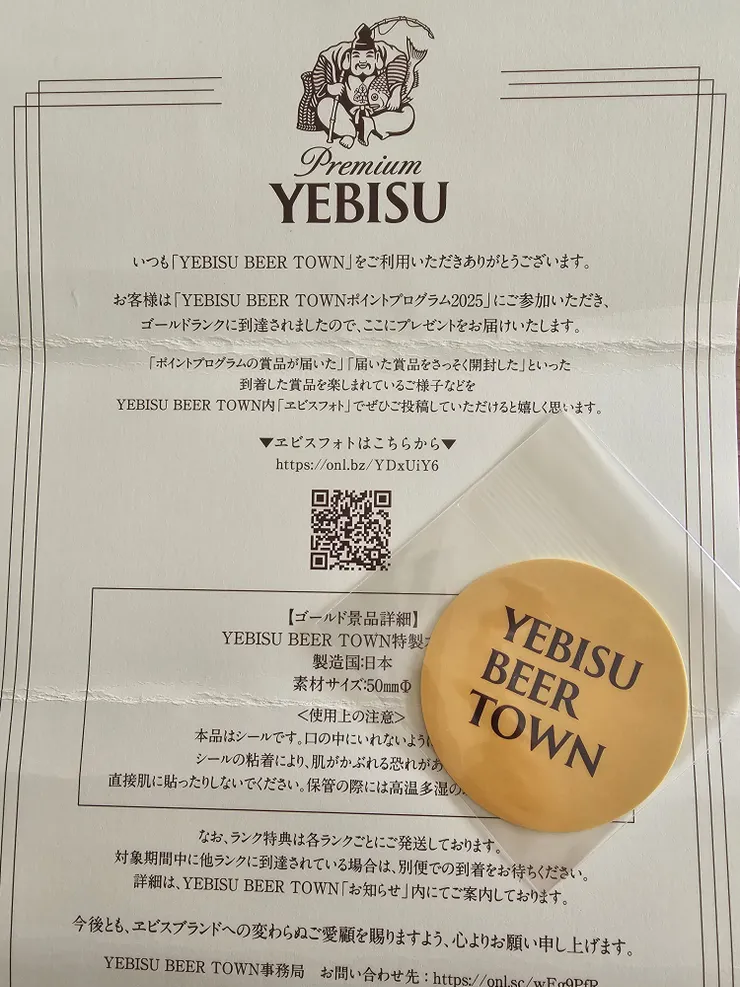 Premium
YEBISU
いつも「YEBISU BEER TOWN」をご利用いただきありがとうございます。
お客様は「YEBISU BEER TOWNポイントプログラム2025」にご参加いただき、
ゴールドランクに到達されましたので、ここにプレゼントをお届けいたします。
「ポイントプログラムの賞品が届いた」「届いた賞品をさっそく開封した」といった
到着した賞品を楽しまれているご様子などを
YEBISU BEER TOWN内「ヱビスフォト」でぜひご投稿していただけると嬉しく思います。
▼ヱビスフォトはこちらから▼
https://onl.bz/YDxUiY6
【ゴールド景品詳細】
YEBISU BEER TOWN特製
製造国:日本
素材サイズ:50mmΦ
<使用上の注意>
本品はシールです。口の中にいれないよう
シールの粘着により、肌がかぶれる恐れがあ
直接肌に貼ったりしないでください。保管の際には高温多湿の
YEBISU
BEER
TOWN
なお、ランク特典は各ランクごとにご発送しております。
対象期間中に他ランクに到達されている場合は、別便での到着をお待ちください。
詳細は、YEBISU BEER TOWN「お知らせ」内にてご案内しております。
今後とも、ヱビスブランドへの変わらぬご愛顧を賜りますよう、心よりお願い申し上げます。
YEBISU BEER TOWN事務局 お問い合わせ先: